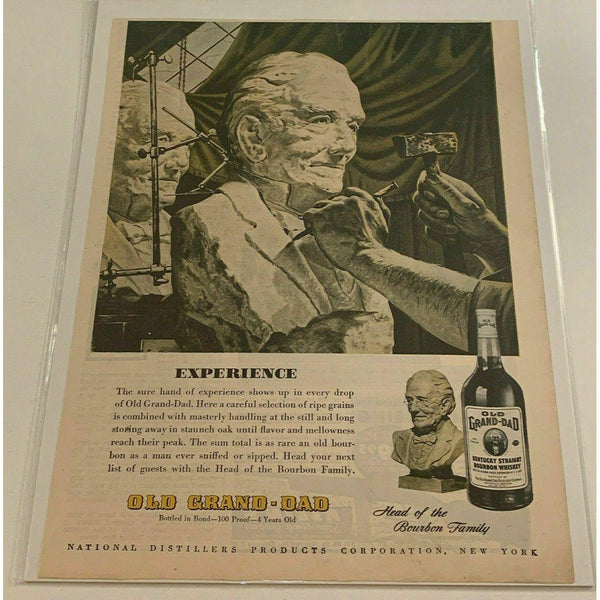 EXPERIENCE
The sure hand of experience shows up in every drop
of Old Grand-Dad. Here a careful selection of ripe grains
is combined with masterly handling at the still and long
storing away in staunch oak until flavor and mellowness
reach their peak. The sum total is as rare an old bour-
bon as a man ever sniffed or sipped. Head your next
list of guests with the Head of the Bourbon Family.
OLD GRAND-DAD
Bottled in Bond—100 Proof—4 Years Old
OLD
GRAND-DAD
KENTUCKY STRAIGHT
BOURBON WHISKEY
Head of the
Bourbon Family
NATIONAL DISTILLERS PRODUCTS CORPORATION, NEW YORK